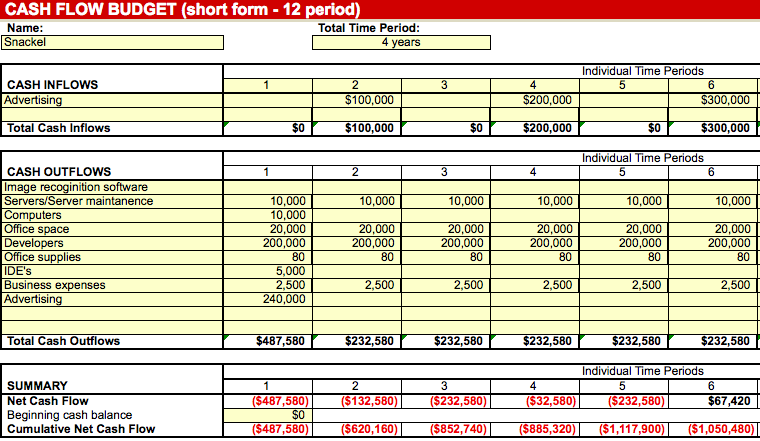 CASH FLOW BUDGET (short form - 12 period)
Name: Total Time Period:
Snackel 4 years
Individual Time Periods
CASH INFLOWS 1 2 3 4 5 6
Advertising $100,000 $200,000 $300,000
Total Cash Inflows $0 $100,000 $0 $200,000 $0 $300,000
Individual Time Periods
CASH OUTFLOWS 1 2 3 4 5 6
Image recoginition software
Servers/Server maintanence 10,000 10,000 10,000 10,000 10,000 10,000
Computers 10,000
Office space 20,000 20,000 20,000 20,000 20,000 20,000
Developers 200,000 200,000 200,000 200,000 200,000 200,000
Office supplies 80 80 80 80 80 80
IDE's 5,000
Business expenses 2,500 2,500 2,500 2,500 2,500 2,500
Advertising 240,000
Total Cash Outflows $487,580 $232,580 $232,580 $232,580 $232,580 $232,580
Individual Time Periods
SUMMARY 1 2 3 4 5 6
Net Cash Flow ($487,580) ($132,580) ($232,580) ($32,580) ($232,580) $67,420
Beginning cash balance $0
Cumulative Net Cash Flow ($487,580) ($620,160) ($852,740) ($885,320) ($1,117,900) ($1,050,480)